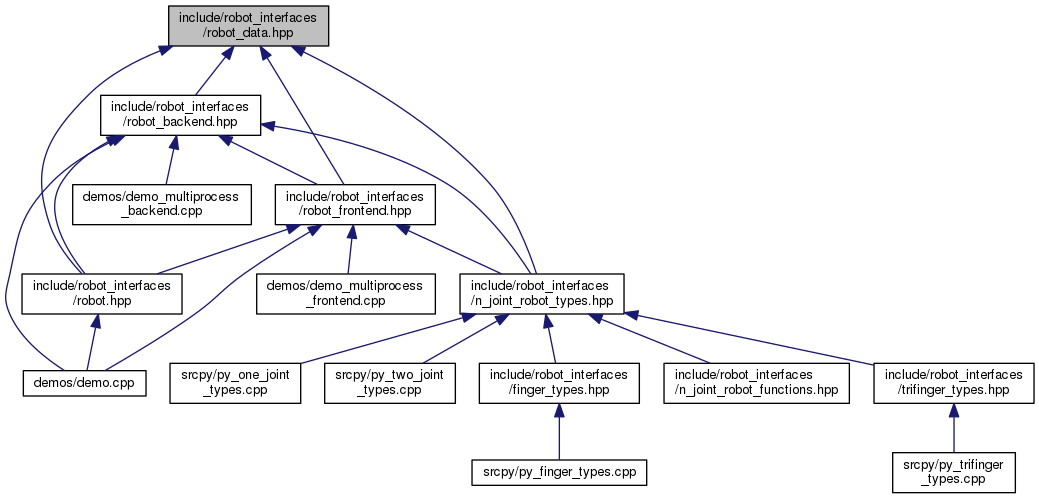 include/robot_interfaces
/robot_data.hpp
include/robot_interfaces
/robot_backend.hpp
demos/demo_multiprocess
_backend.cpp
include/robot_interfaces
/robot_frontend.hpp
include/robot_interfaces
/robot.hpp
demos/demo_multiprocess
_frontend.cpp
include/robot_interfaces
/n_joint_robot_types.hpp
demos/demo.cpp
srcpy/py_one_joint
_types.cpp
srcpy/py_two_joint
_types.cpp
include/robot_interfaces
/finger_types.hpp
include/robot_interfaces
/n_joint_robot_functions.hpp
include/robot_interfaces
/trifinger_types.hpp
srcpy/py_finger_types.cpp
srcpy/py_trifinger
_types.cpp